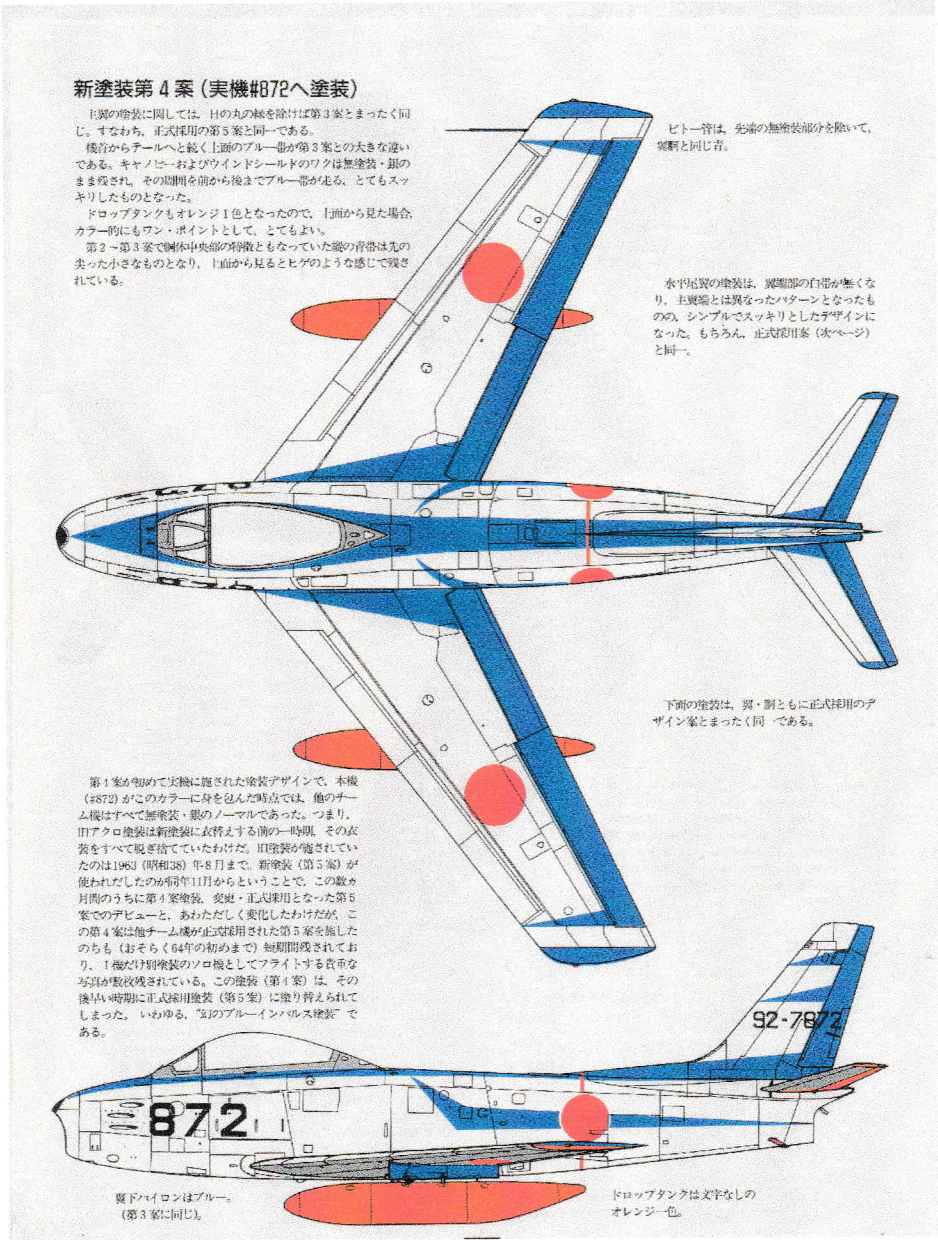 新塗装第4案（実機#872へ塗装）
主翼の塗装に関しては，日の丸の縁を除けば第3案とまったく同
じ。すなわち，正式採用の第5案と同一である。
機首からテールへと続く上面のブルー帯が第3案との大きな違い
である。キャノピーおよびウインドシールドのワクは無塗装・銀の
まま残され，その周囲を前から後までブルー帯が走る，とてもスッ
キリしたものとなった。
ドロップタンクもオレンジ1色となったので，上面から見た場合，
カラー的にもワン・ポイントとして，とてもよい。
第2〜第3案で胴体中央部の特徴ともなっていた縦の青帯は先の
尖った小さなものとなり，上面から見るとヒゲのような感じで残さ
れている。
ピトー管は，先端の無塗装部分を除いて，
翼胴と同じ青。
水平尾翼の塗装は，翼端部の白帯が無くな
り，主翼端とは異なったパターンとなったも
のの，シンプルでスッキリとしたデザインに
なった。もちろん，正式採用案（次ページ）
と同一。
下面の塗装は，翼・胴ともに正式採用のデ
ザイン案とまったく同一である。
第4案が初めて実機に施された塗装デザインで，本機
（#872）がこのカラーに身を包んだ時点では，他のチー
ム機はすべて無塗装・銀のノーマルであった。つまり，
旧アクロ塗装は新塗装に衣替えする前の一時期，その衣
装をすべて脱ぎ捨てていたわけだ。旧塗装が施されてい
たのは1963（昭和38）年8月まで。新塗装（第5案）が
使われだしたのが同年11月からということで，この数ヵ
月間のうちに第4案塗装，変更・正式採用となった第5
案でのデビューと，あわただしく変化したわけだが，こ
の第4案は他チーム機が正式採用された第5案を施した
のちも（おそらく64年の初めまで）短期間残されてお
り，1機だけ別塗装のソロ機としてフライトする貴重な
写真が数枚残されている。この塗装（第4案）は，その
後早い時期に正式採用塗装（第5案）に塗り替えられて
しまった。いわゆる，“幻のブルーインパルス塗装”で
ある。
92-7872
872
翼下パイロンはブルー。
（第3案に同じ）。
ドロップタンクは文字なしの
オレンジ一色。